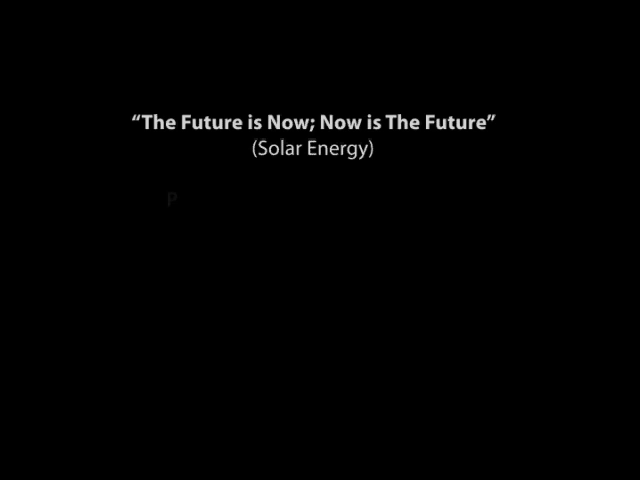 “The Future is Now; Now is The Future”
(Solar Energy)
P